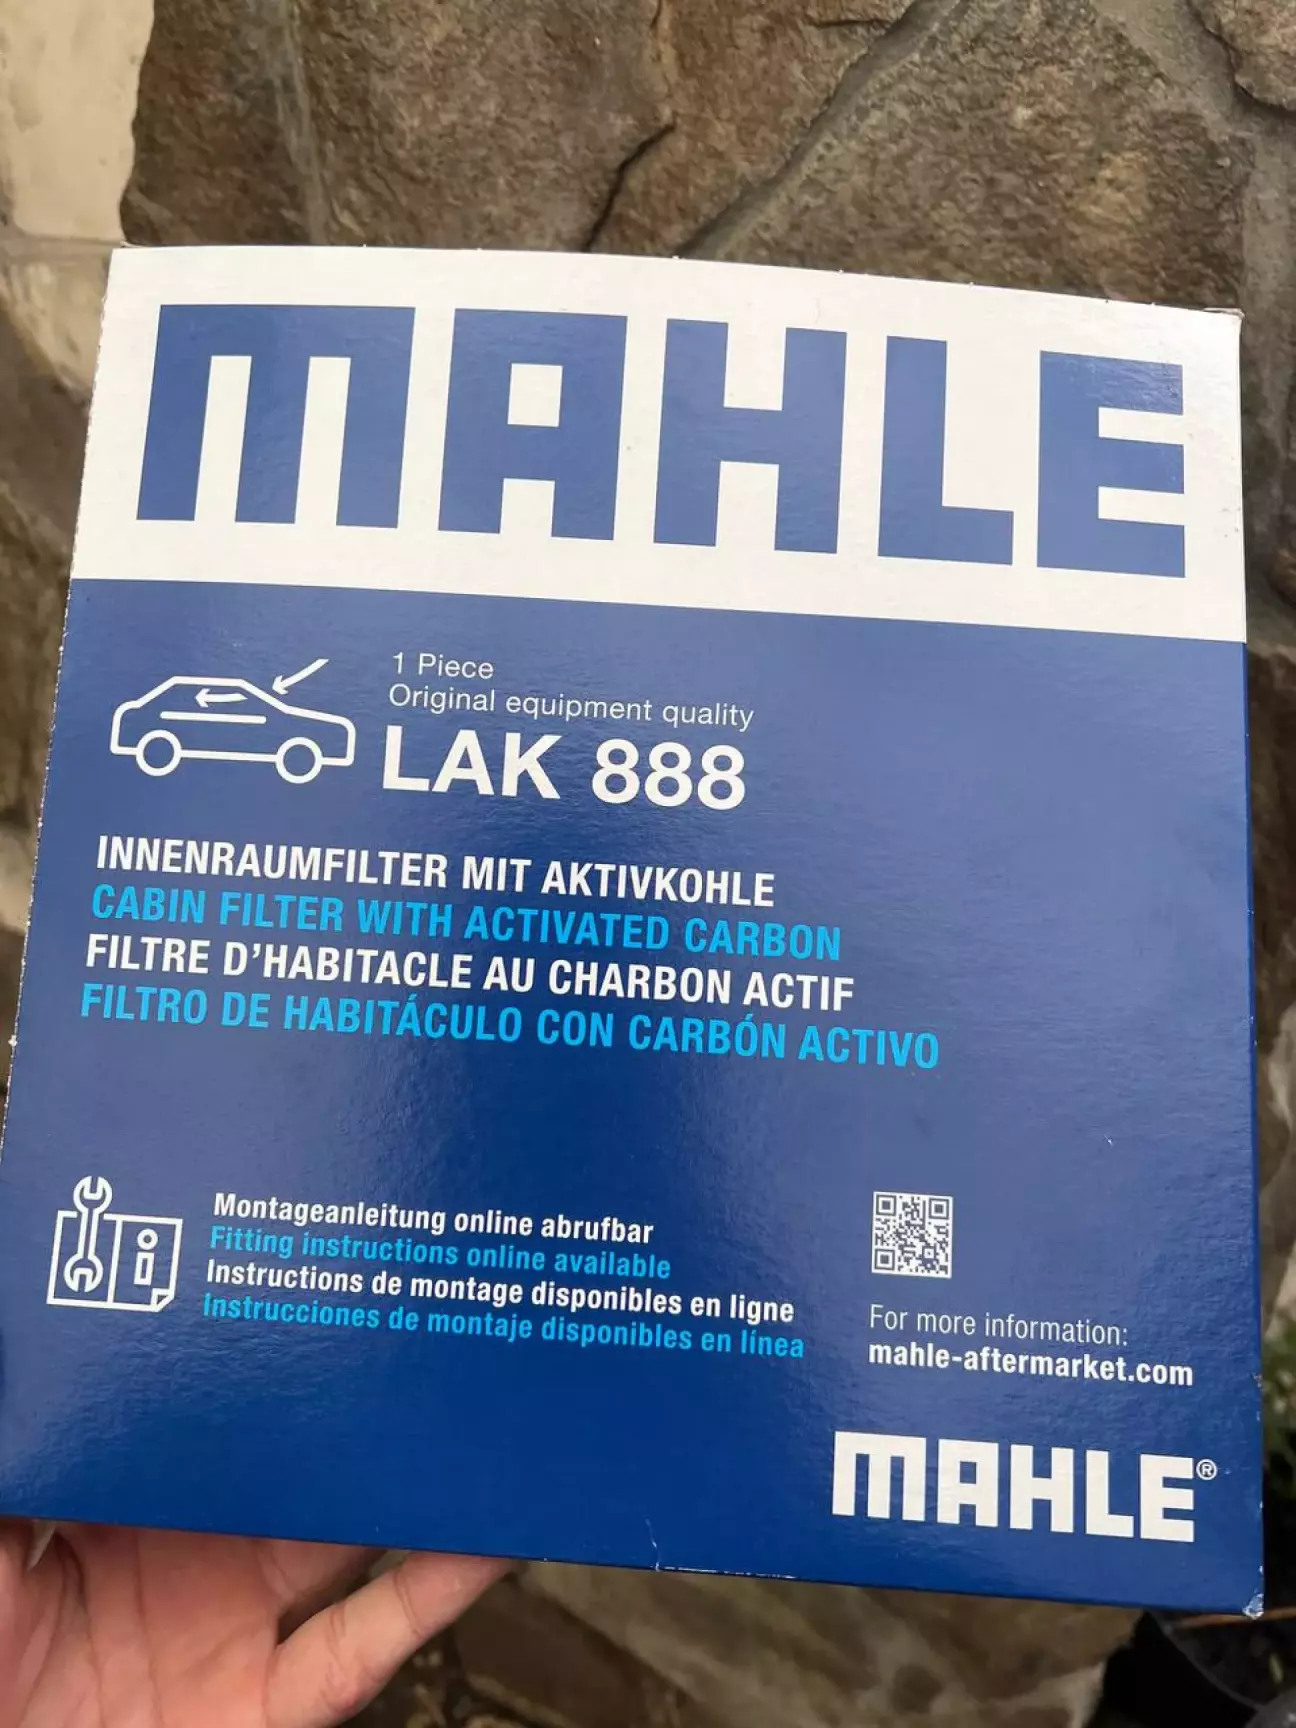 MAHLE
1 Piece
Original equipment quality
LAK 888
INNENRAUMFILTER MIT AKTIVKOHLE
CABIN FILTER WITH ACTIVATED CARBON
FILTRE D'HABITACLE AU CHARBON ACTIF
FILTRO DE HABITÁCULO CON CARBÓN ACTIVO
Montageanleitung online abrufbar
Fitting instructions online available
Instructions de montage disponibles en ligne
Instrucciones de montaje disponibles en línea
For more information:
mahle-aftermarket.com
MAHLE®